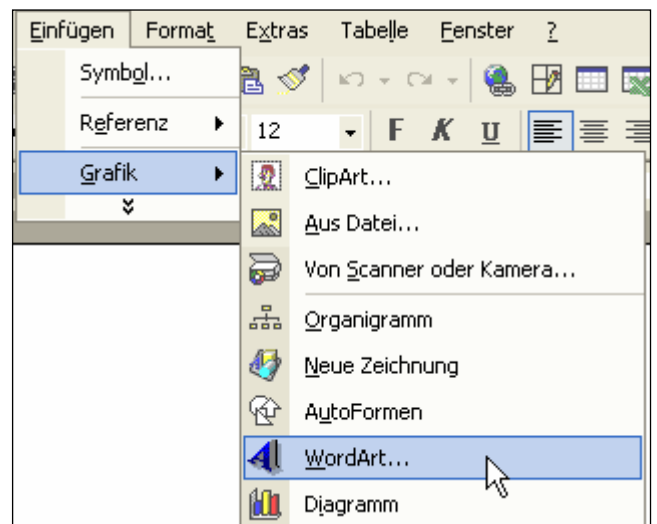 Einfügen Format Extras Tabelle Fenster ?
Symbol...
Referenz
12 F K U
Grafik
ClipArt...
Aus Datei...
Von Scanner oder Kamera...
Organigramm
Neue Zeichnung
AutoFormen
WordArt...
Diagramm